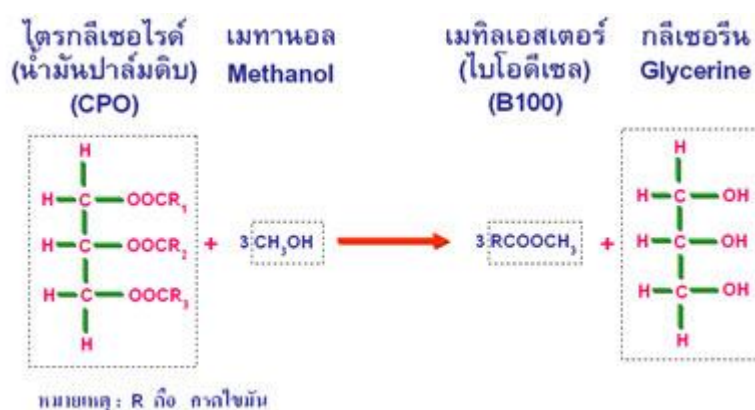 ไตรกลีเซอไรด์
(น้ำมันปาล์มดิบ)
(CPO)
เมทานอล
Methanol
เมทิลเอสเตอร์
(ไบโอดีเซล)
(B100)
กลีเซอรีน
Glycerine
H
H C OOCR₁
H C OOCR₂
H C OOCR₃
H
+
3 CH₃OH
3 RCOOCH₃
+
H
H C OH
H C OH
H C OH
H
หมายเหตุ : R คือ กรดไขมัน